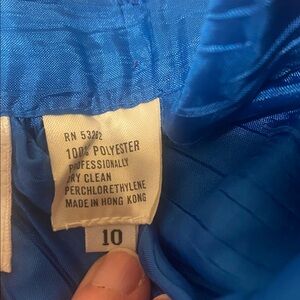 RN 53202
100% POLYESTER
PROFESSIONALLY
DRY CLEAN
PERCHLORETHYLENE
MADE IN HONG KONG
10